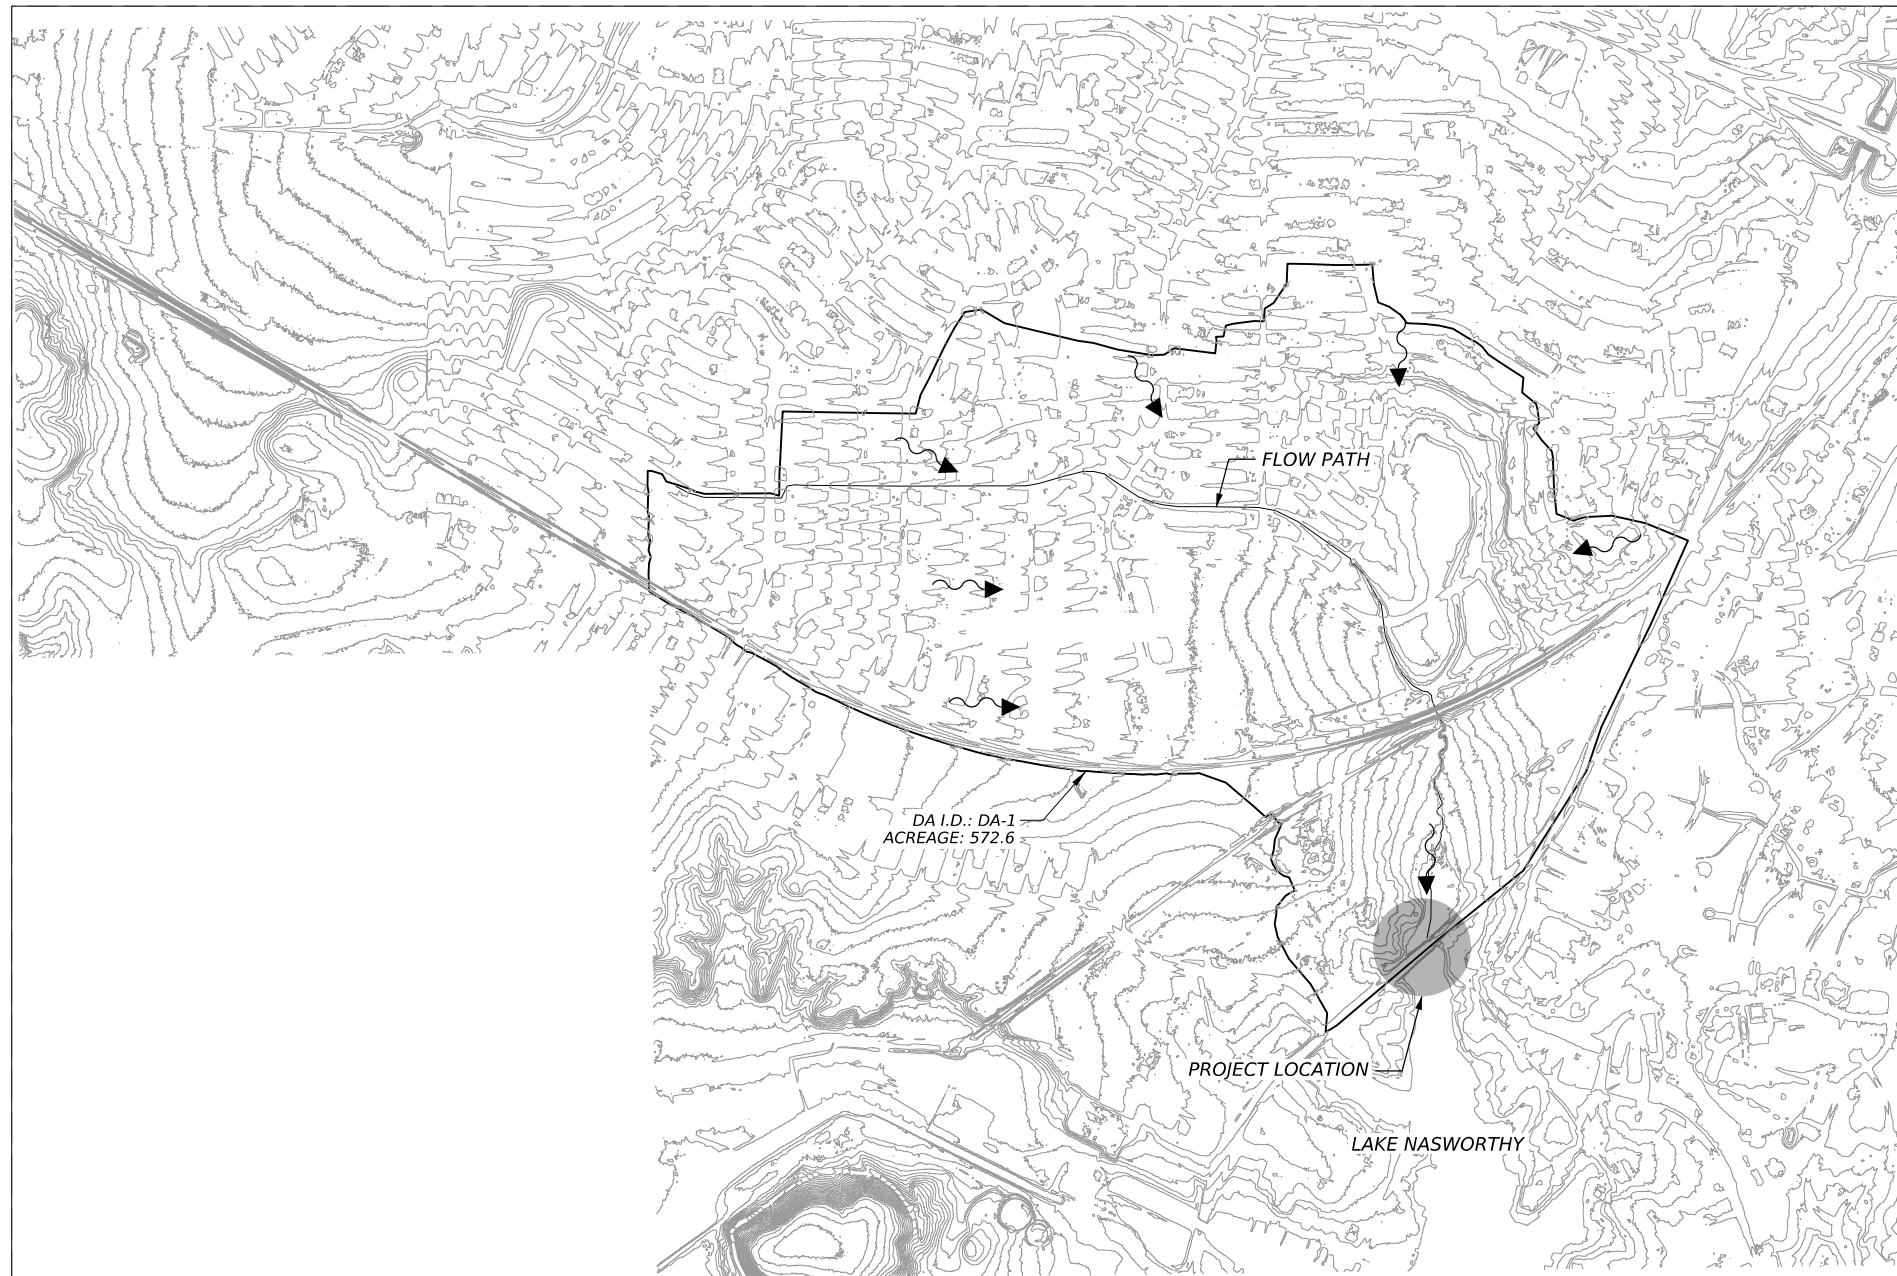 FLOW PATH
DA I.D.: DA-1
ACREAGE: 572.6
PROJECT LOCATION
LAKE NASWORTHY